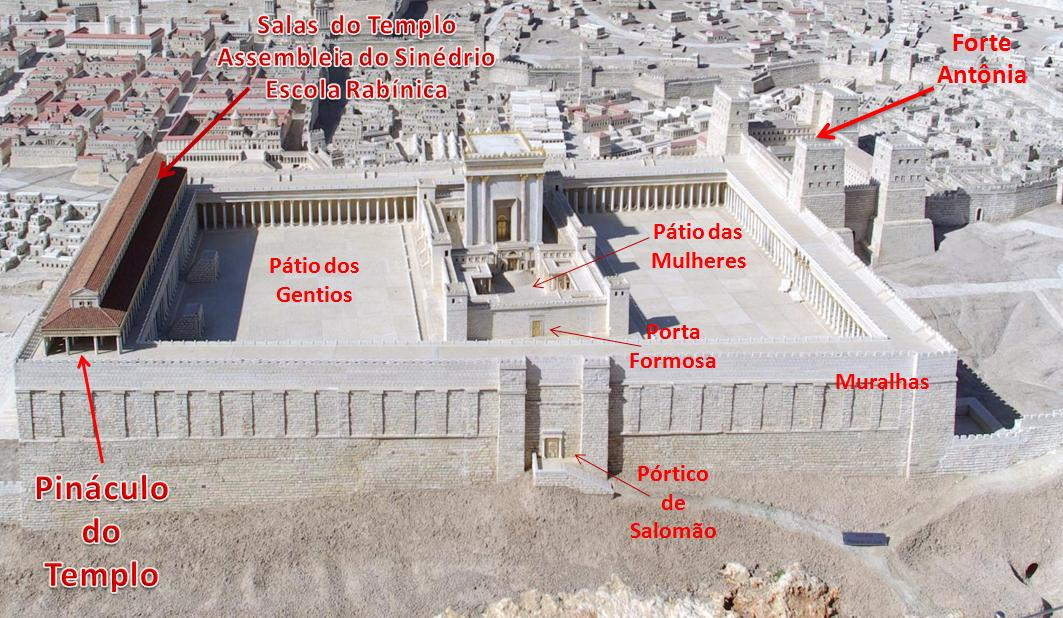 Salas do Templo
Assembleia do Sinédrio
Escola Rabínica
Forte
Antônia
Pátio dos
Gentios
Pátio das
Mulheres
Porta
Formosa
Muralhas
Pináculo
do
Templo
Pórtico
de
Salomão